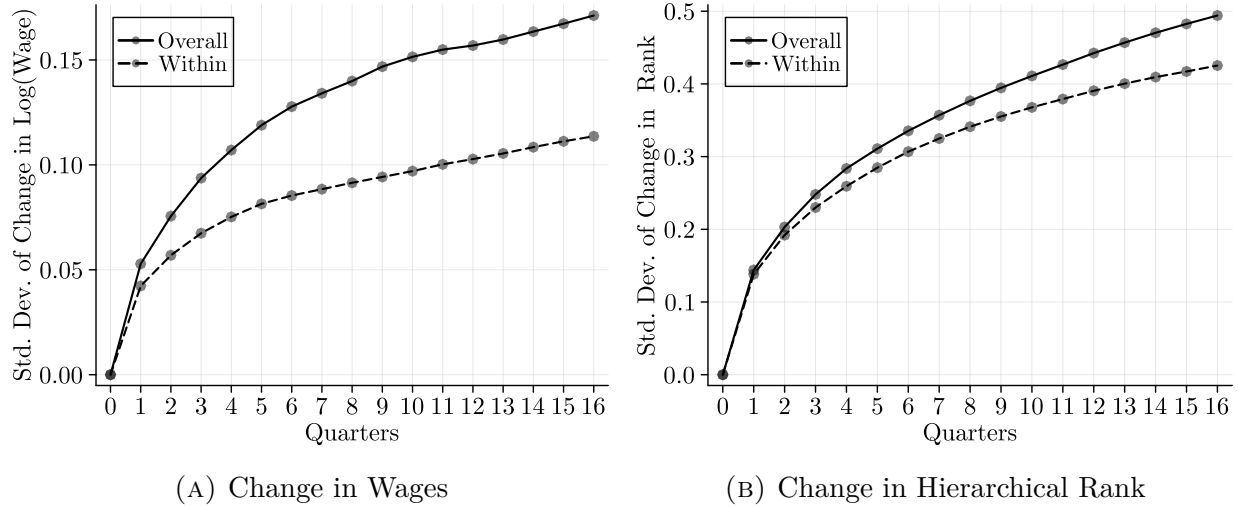 Std. Dev. of Change in Log(Wage)
0.15
0.10
0.05
0.00
Overall
Within
0 1 2 3 4 5 6 7 8 9 10 11 12 13 14 15 16
Quarters
(A) Change in Wages
Std. Dev. of Change in Rank
0.5
0.4
0.3
0.2
0.1
0.0
Overall
Within
0 1 2 3 4 5 6 7 8 9 10 11 12 13 14 15 16
Quarters
(B) Change in Hierarchical Rank